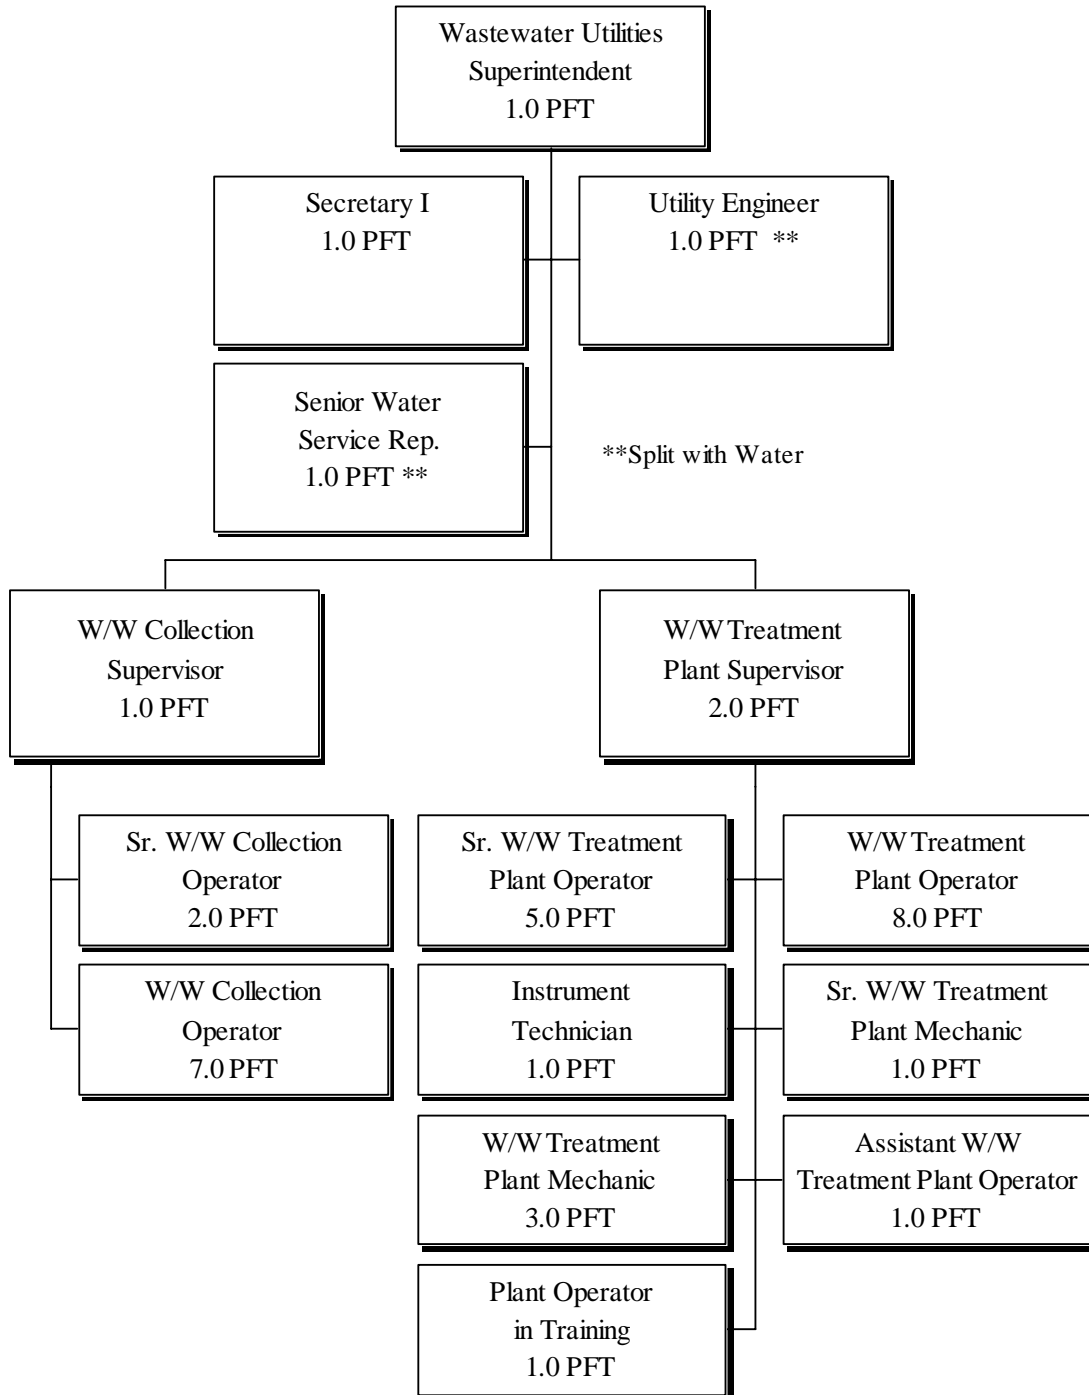 Wastewater Utilities
Superintendent
1.0 PFT
Secretary I
1.0 PFT
Utility Engineer
1.0 PFT **
Senior Water
Service Rep.
1.0 PFT **
**Split with Water
W/W Collection
Supervisor
1.0 PFT
W/W Treatment
Plant Supervisor
2.0 PFT
Sr. W/W Collection
Operator
2.0 PFT
W/W Collection
Operator
7.0 PFT
Sr. W/W Treatment
Plant Operator
5.0 PFT
W/W Treatment
Plant Operator
8.0 PFT
Instrument
Technician
1.0 PFT
Sr. W/W Treatment
Plant Mechanic
1.0 PFT
W/W Treatment
Plant Mechanic
3.0 PFT
Assistant W/W
Treatment Plant Operator
1.0 PFT
Plant Operator
in Training
1.0 PFT